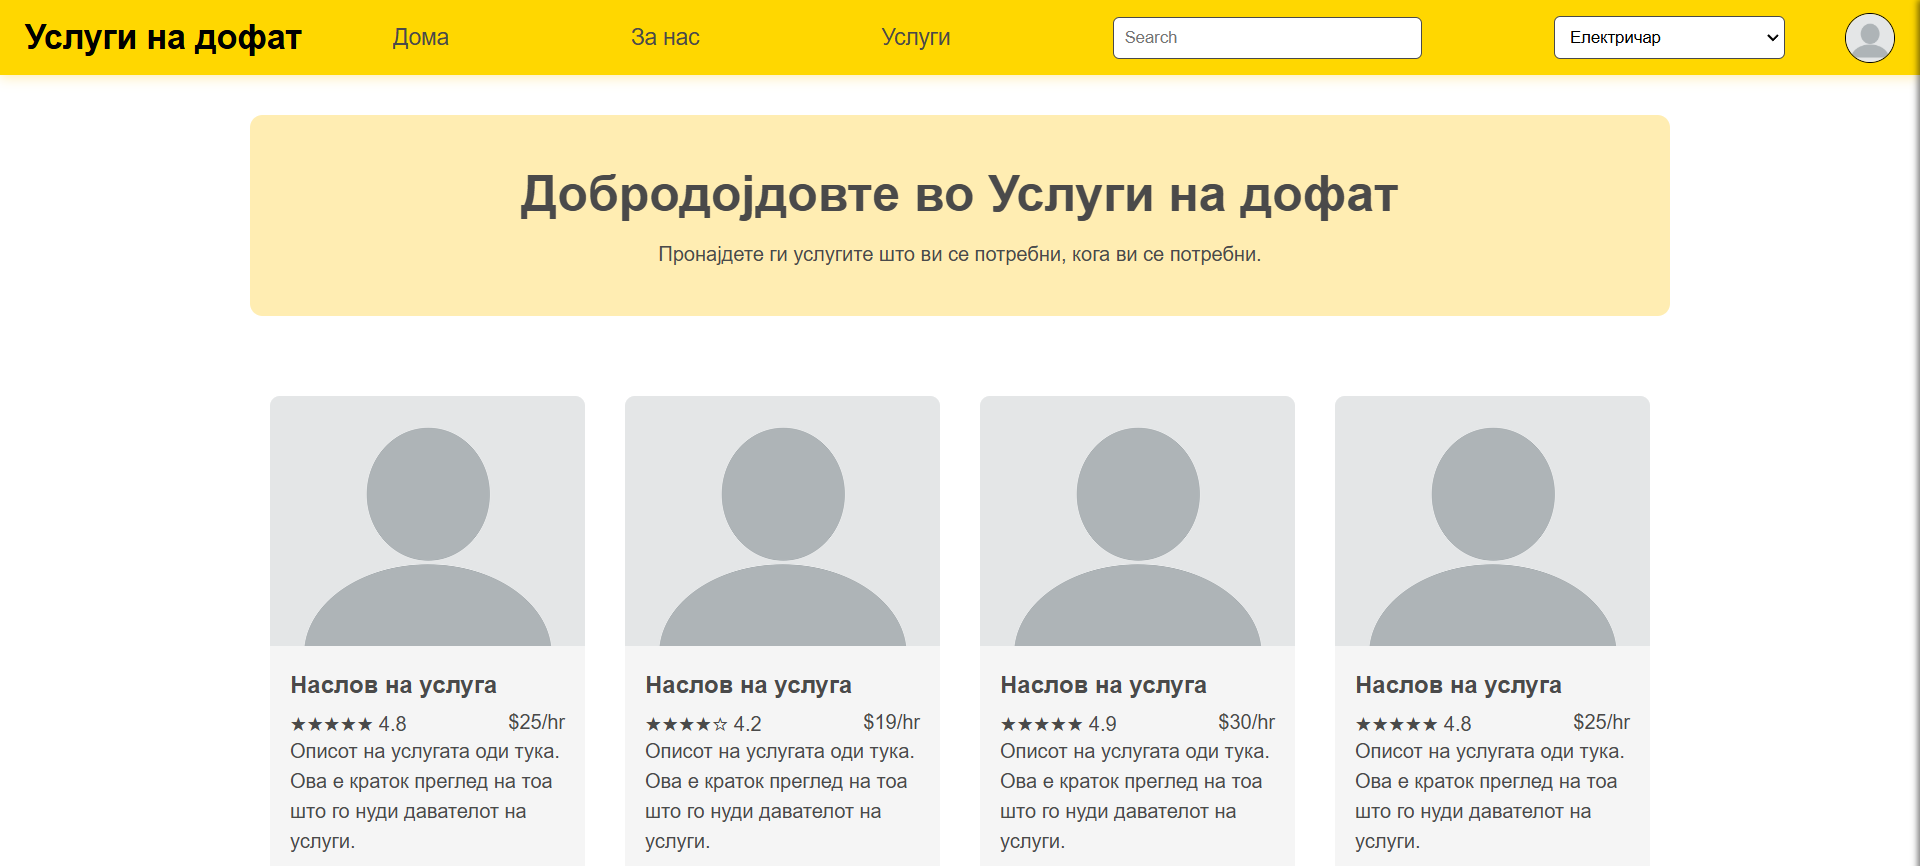 Услуги на дофат
Дома
За нас
Услуги
Search
Електричар
Добродојдовте во Услуги на дофат
Пронајдете ги услугите што ви се потребни, кога ви се потребни.
Наслов на услуга
★★★★★ 4.8 $25/hr
Описот на услугата оди тука.
Ова е краток преглед на тоа
што го нуди давателот на
услуги.
Наслов на услуга
★★★★☆ 4.2 $19/hr
Описот на услугата оди тука.
Ова е краток преглед на тоа
што го нуди давателот на
услуги.
Наслов на услуга
★★★★★ 4.9 $30/hr
Описот на услугата оди тука.
Ова е краток преглед на тоа
што го нуди давателот на
услуги.
Наслов на услуга
★★★★★ 4.8 $25/hr
Описот на услугата оди тука.
Ова е краток преглед на тоа
што го нуди давателот на
услуги.